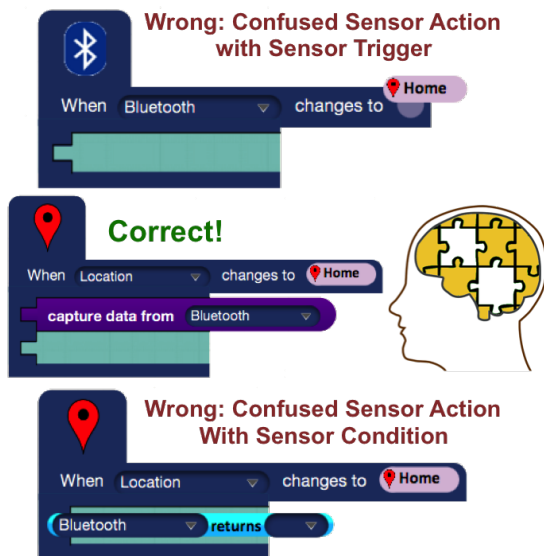 Wrong: Confused Sensor Action
with Sensor Trigger
When Bluetooth changes to Home
Correct!
When Location changes to Home
capture data from Bluetooth
Wrong: Confused Sensor Action
With Sensor Condition
When Location changes to Home
Bluetooth returns